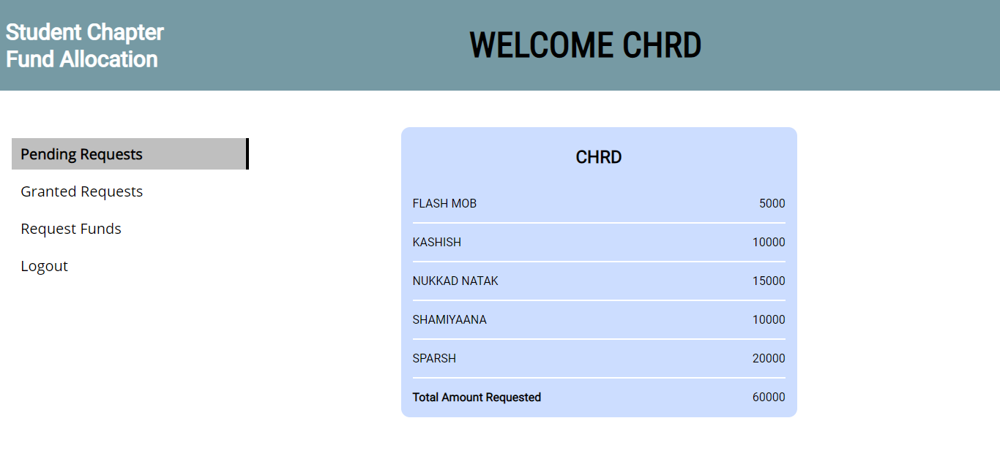 Student Chapter
Fund Allocation
WELCOME CHRD
Pending Requests
Granted Requests
Request Funds
Logout
CHRD
FLASH MOB 5000
KASHISH 10000
NUKKAD NATAK 15000
SHAMIYAANA 10000
SPARSH 20000
Total Amount Requested 60000